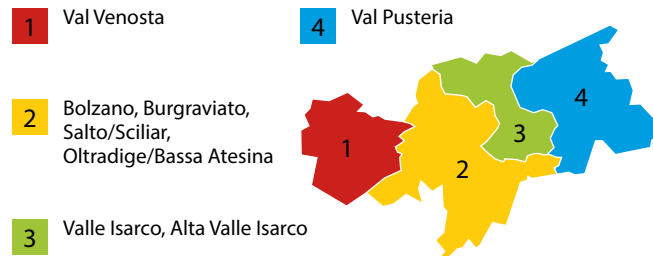 1 Val Venosta
4 Val Pusteria
2 Bolzano, Burgraviato,
Salto/Sciliar,
Oltradige/Bassa Atesina
3 Valle Isarco, Alta Valle Isarco
1
2
3
4